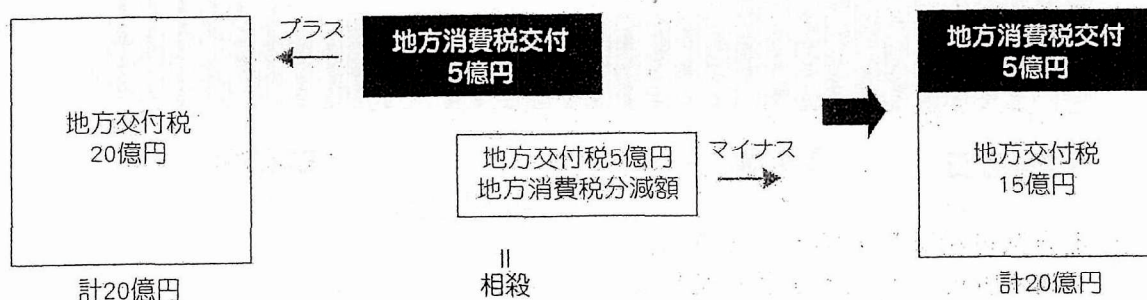 地方交付税
20億円
計20億円
プラス
地方消費税交付
5億円
地方交付税5億円
地方消費税分減額
マイナス
||
相殺
地方消費税交付
5億円
地方交付税
15億円
計20億円